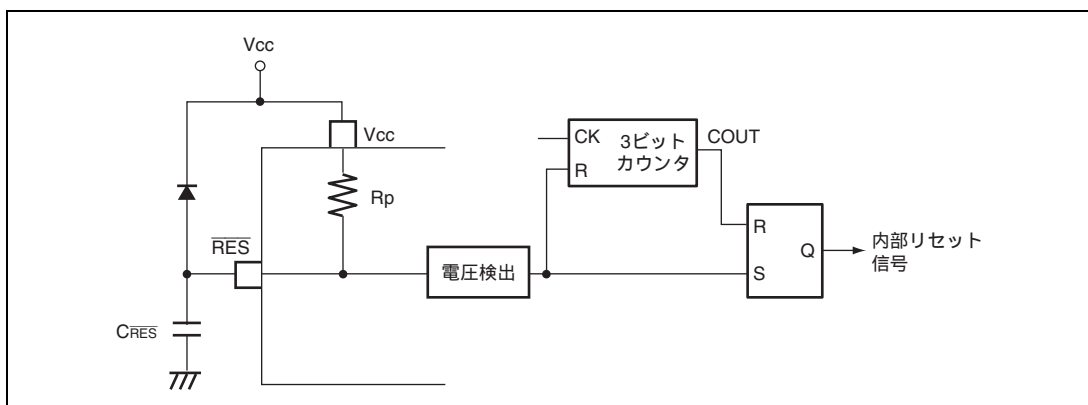 Vcc
Vcc
Rp
RES
CRES
電圧検出
CK
R
3ビット
カウンタ
COUT
R
S
Q
内部リセット
信号